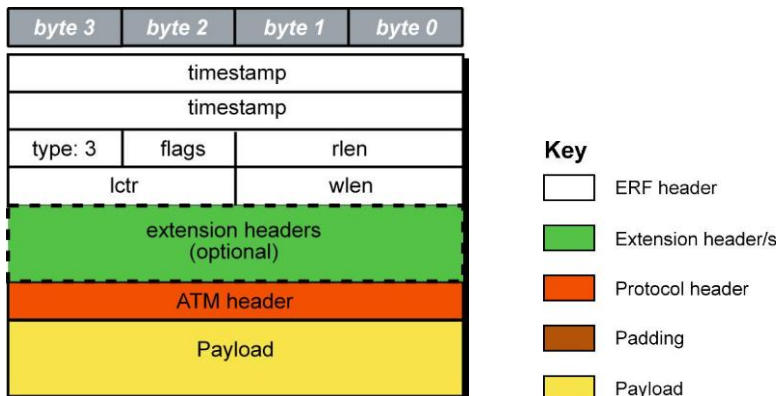 byte 3 byte 2 byte 1 byte 0
timestamp
timestamp
type: 3 flags rlen
lctr wlen
extension headers
(optional)
ATM header
Payload
Key
ERF header
Extension header/s
Protocol header
Padding
Payload